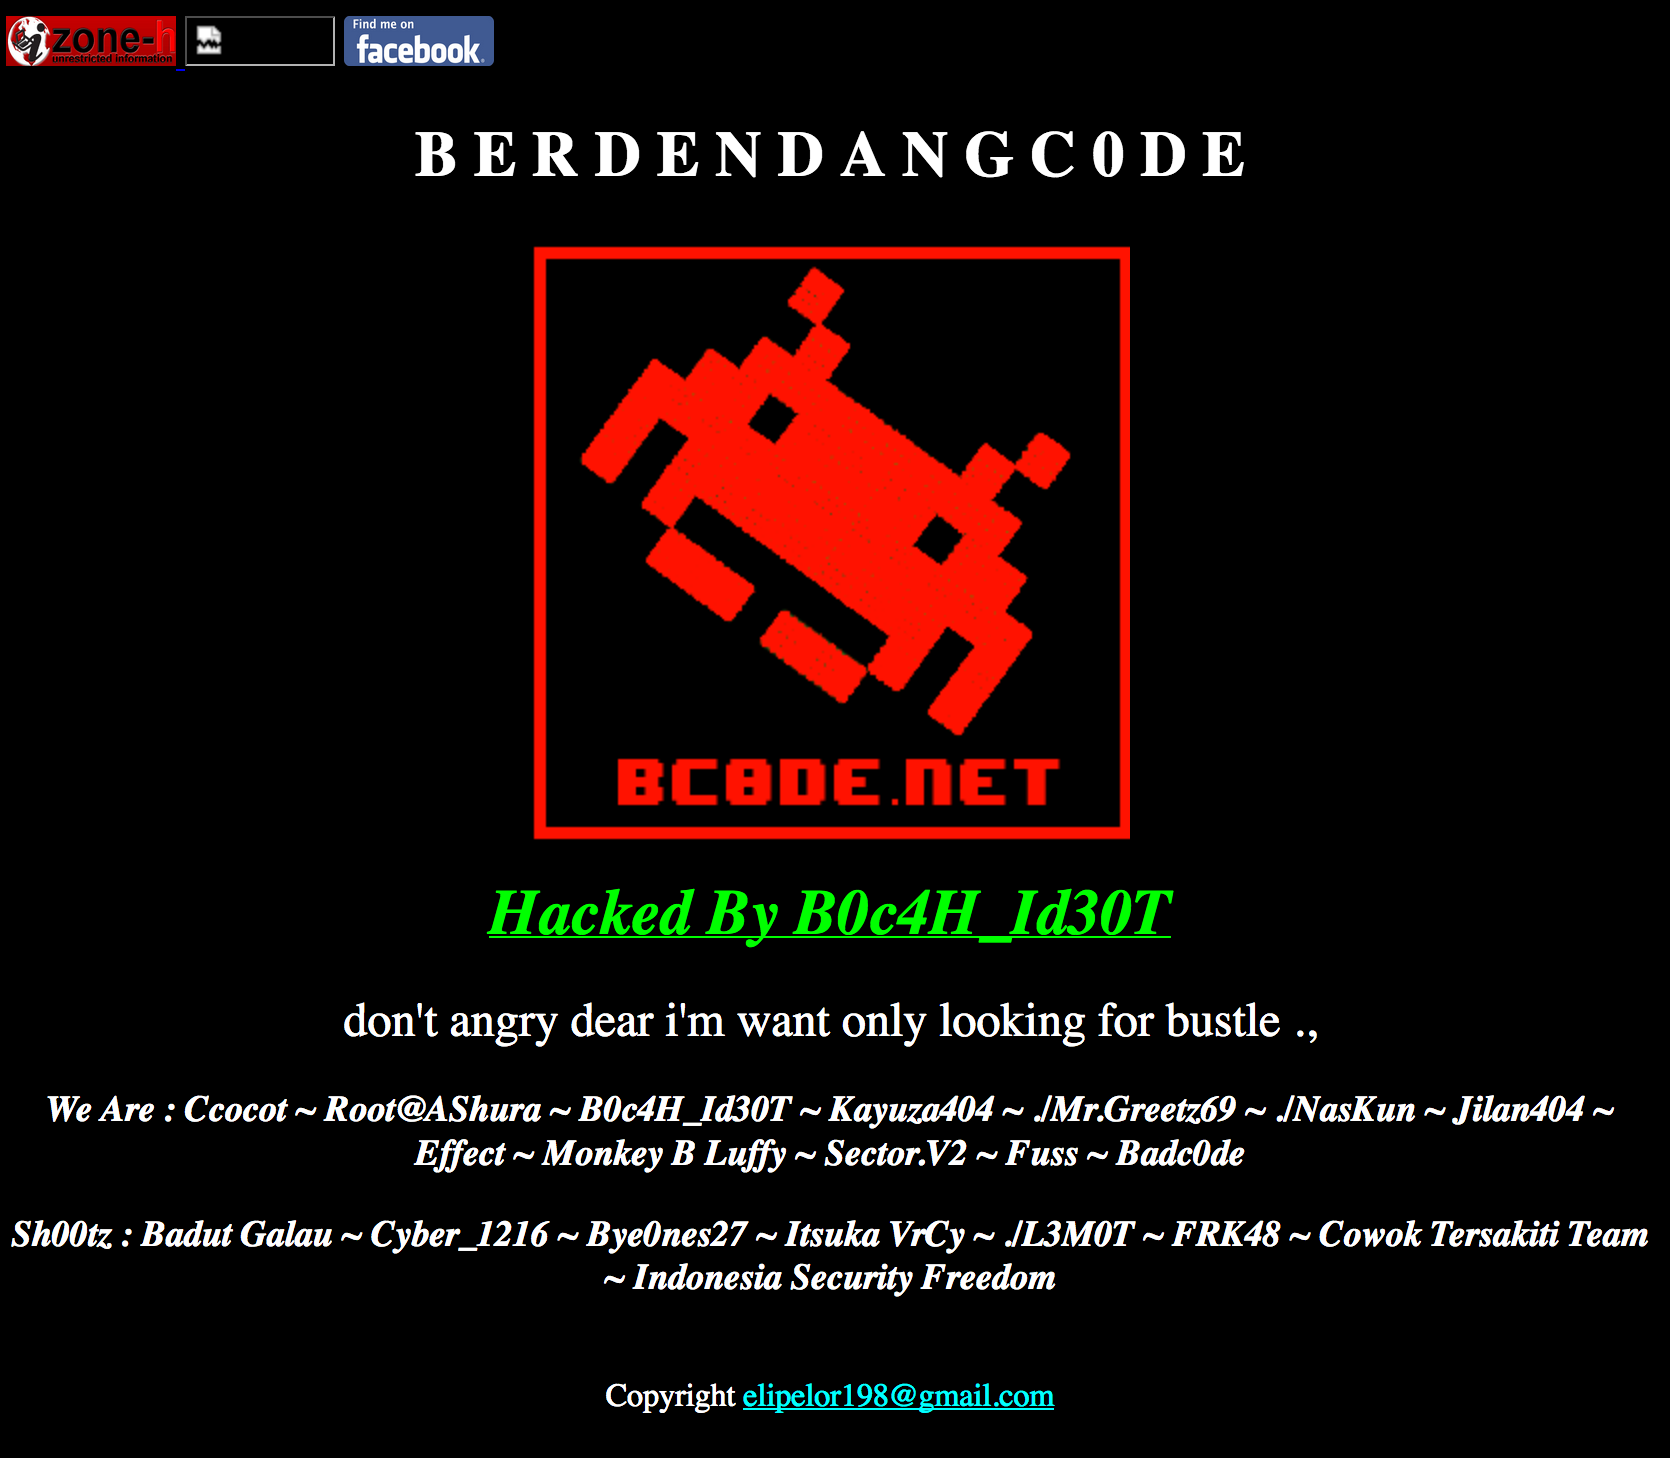 zone-h
unrestricted information
Find me on
facebook.
B E R D E N D A N G C 0 D E
BC0DE.NET
Hacked By B0c4H_Id30T
don't angry dear i'm want only looking for bustle .,
We Are : Ccocot ~ Root@AShura ~ B0c4H_Id30T ~ Kayuza404 ~ ./Mr.Greetz69 ~ ./NasKun ~ Jilan404 ~
Effect ~ Monkey B Luffy ~ Sector.V2 ~ Fuss ~ Badc0de
Sh00tz : Badut Galau ~ Cyber_1216 ~ Bye0nes27 ~ Itsuka VrCy ~ ./L3M0T ~ FRK48 ~ Cowok Tersakiti Team
~ Indonesia Security Freedom
Copyright elipelor198@gmail.com